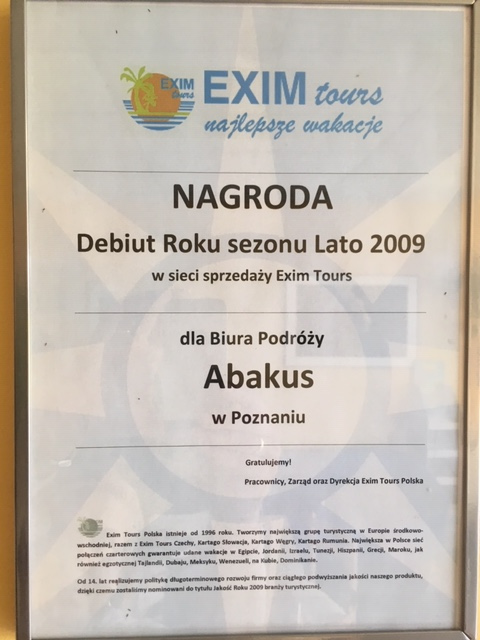 EXIM
tours
EXIM tours
najlepsze wakacje
NAGRODA
Debiut Roku sezonu Lato 2009
w sieci sprzedaży Exim Tours
dla Biura Podróży
Abakus
w Poznaniu
Gratulujemy!
Pracownicy, Zarząd oraz Dyrekcja Exim Tours Polska
Exim Tours Polska istnieje od 1996 roku. Tworzymy największą grupę turystyczną w Europie środkowo-
wschodniej, razem z Exim Tours Czechy, Kartago Słowacja, Kartago Węgry, Kartago Rumunia. Największa w Polsce sieć
połączeń czarterowych gwarantuje udane wakacje w Egipcie, Jordanii, Izraelu, Tunezji, Hiszpanii, Grecji, Maroku, jak
również egzotycznej Tajlandii, Dubaju, Meksyku, Wenezueli, na Kubie, Dominikanie.
Od 14. lat realizujemy politykę długoterminowego rozwoju firmy oraz ciągłego podwyższania jakości naszego produktu,
dzięki czemu zostaliśmy nominowani do tytułu Jakość Roku 2009 branży turystycznej.